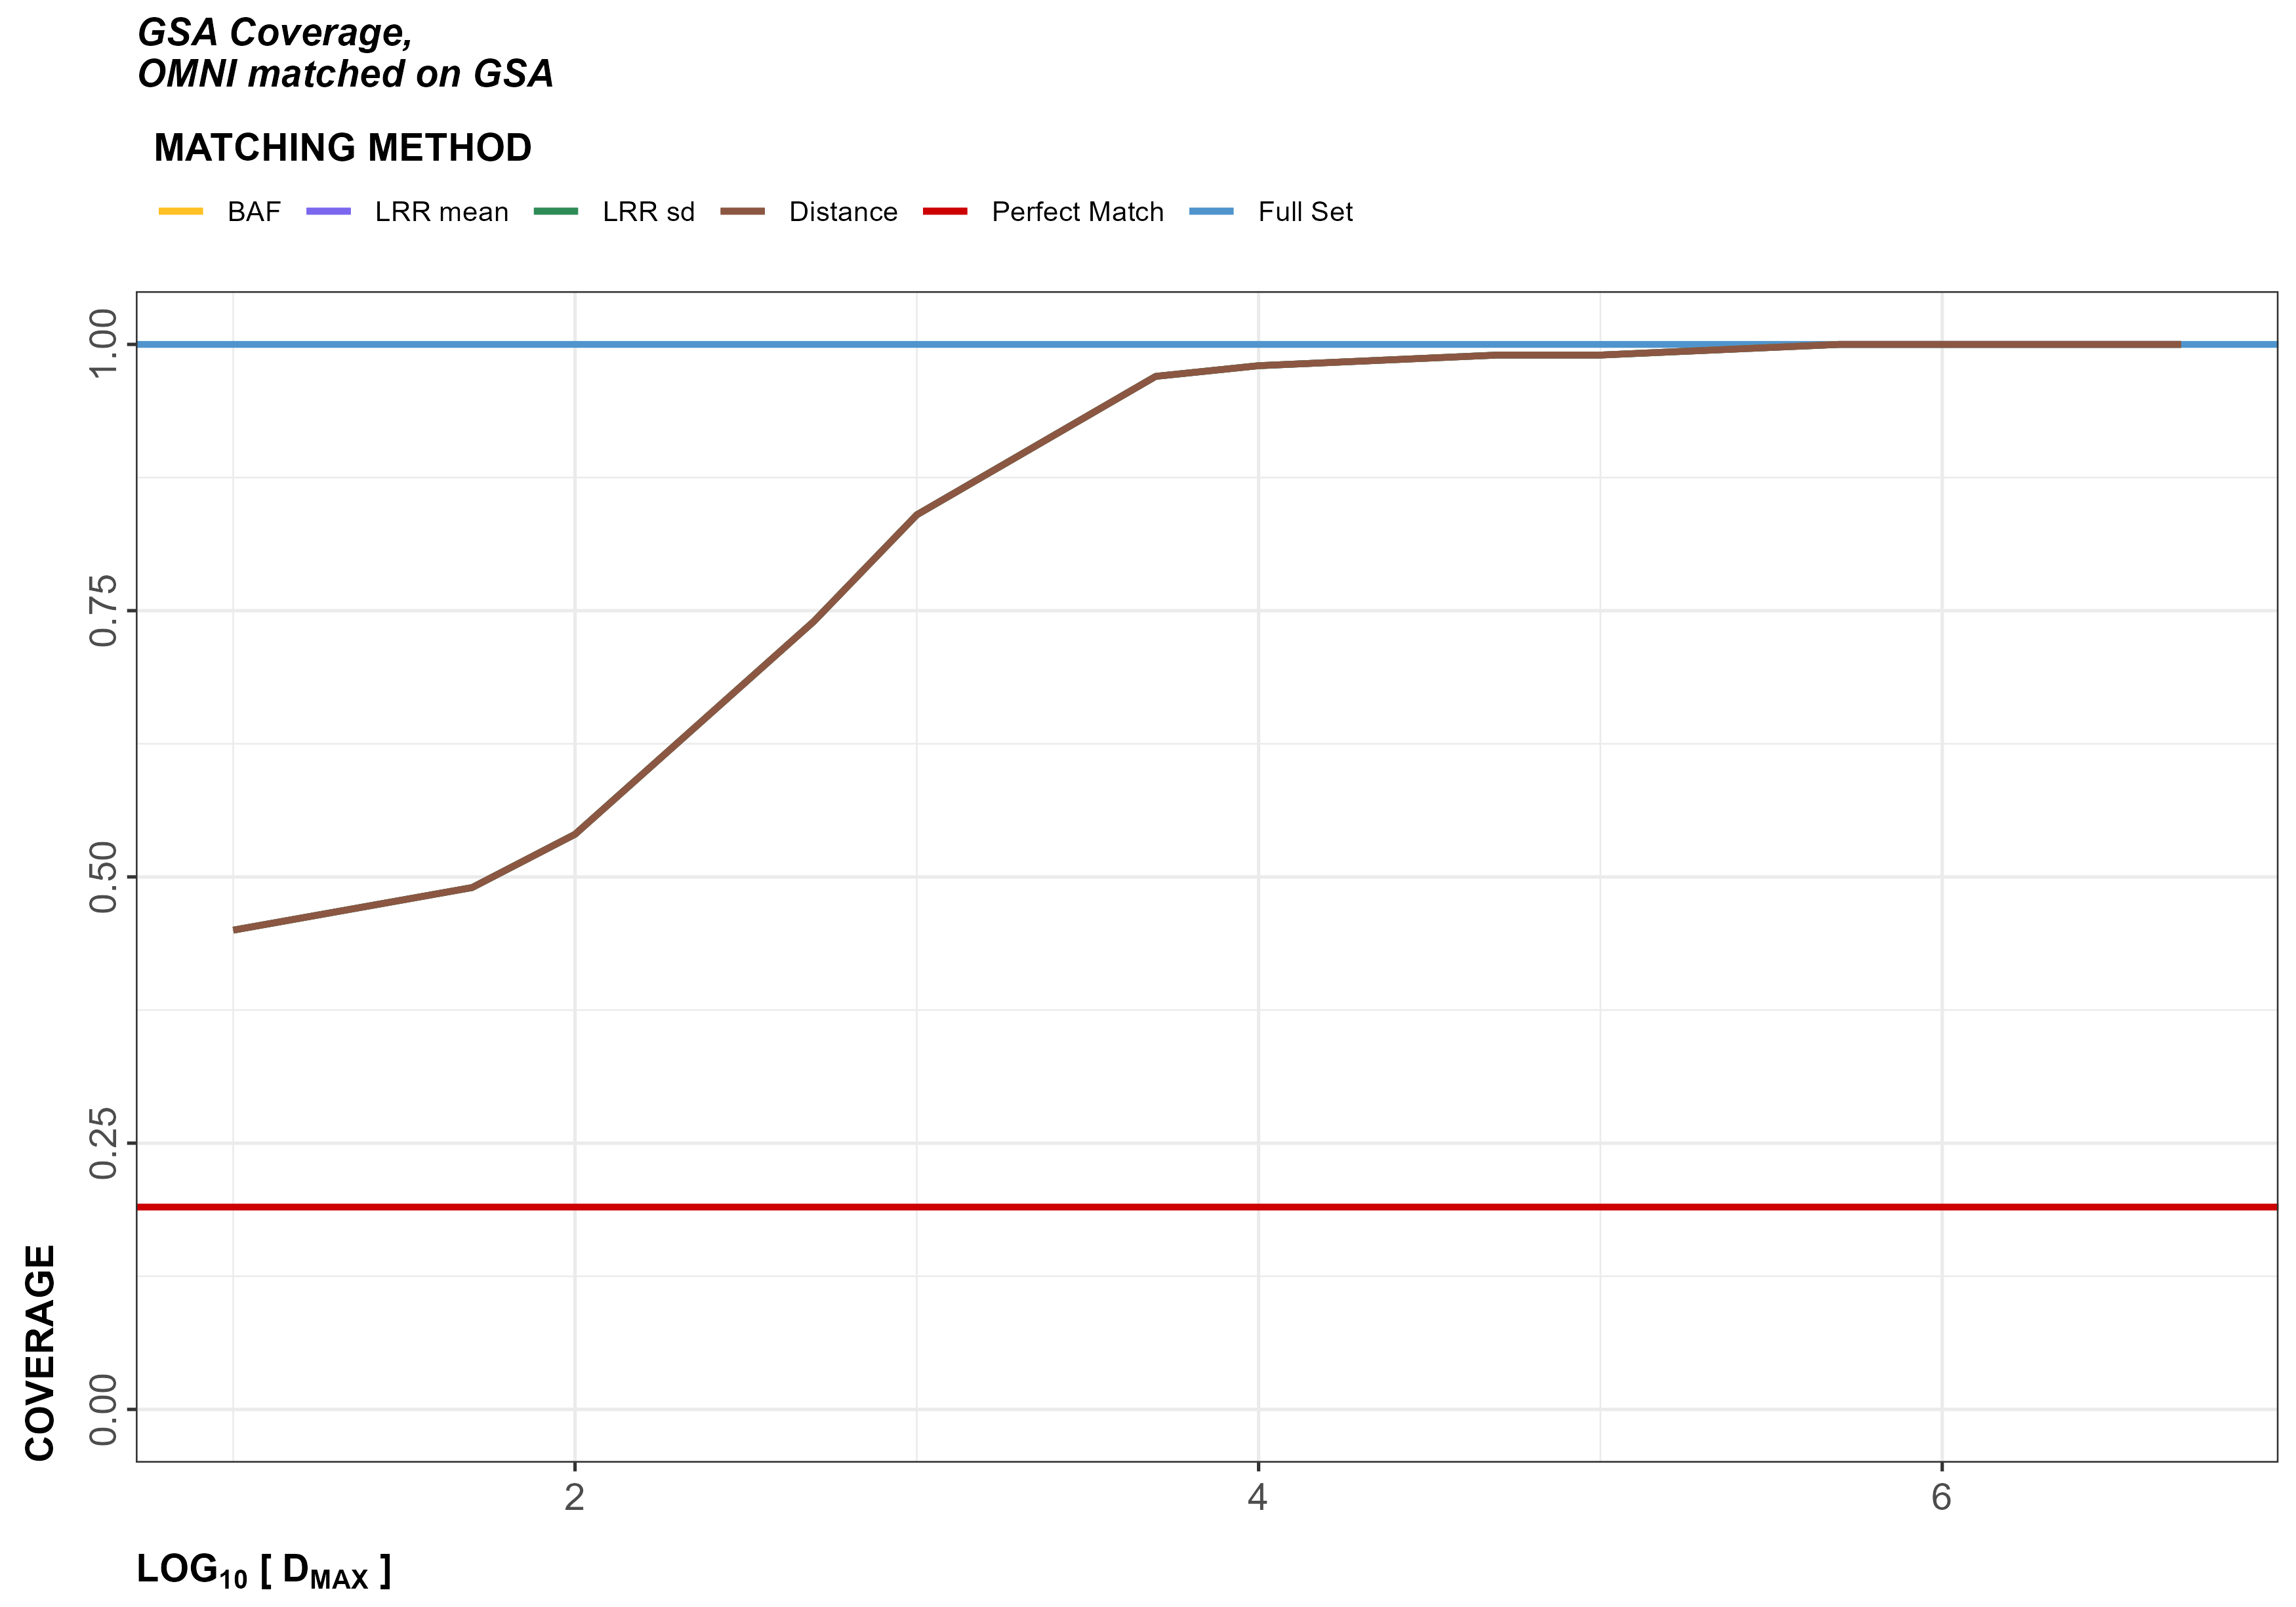 GSA Coverage,
OMNI matched on GSA
MATCHING METHOD
BAF LRR mean LRR sd Distance Perfect Match Full Set
1.00
0.75
0.50
0.25
0.00
COVERAGE
2 4 6
LOG10 [ DMAX ]